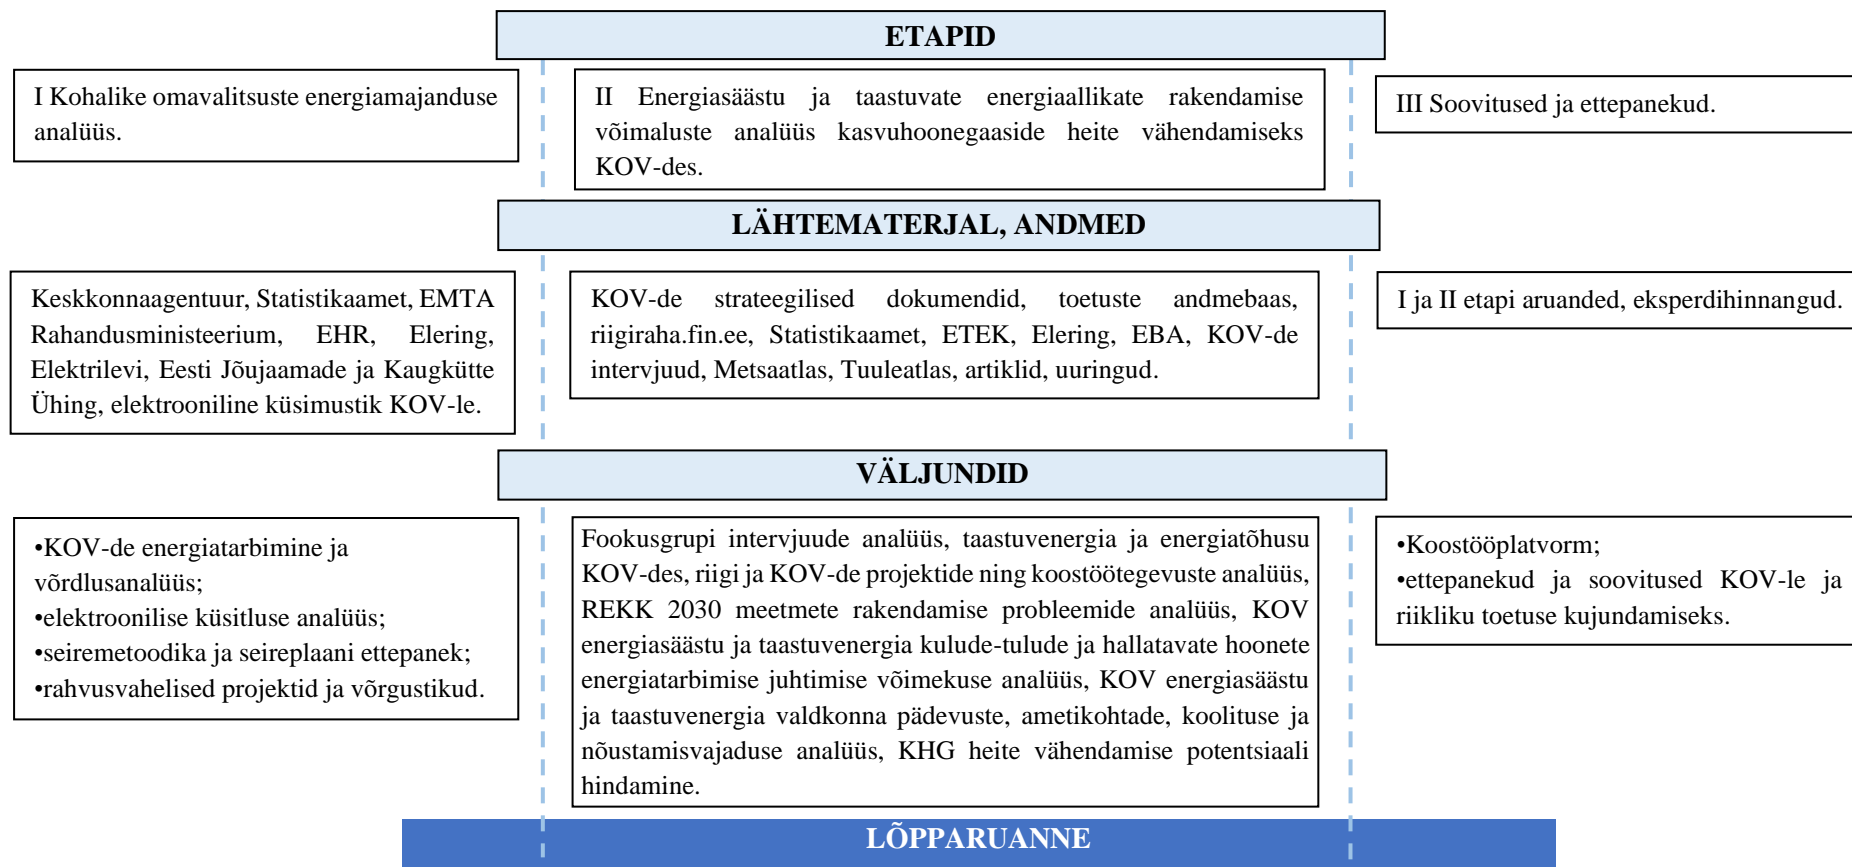 ETAPID
I Kohalike omavalitsuste energiamajanduse
analüüs.
II Energiasäästu ja taastuvate energiaallikate rakendamise
võimaluste analüüs kasvuhoonegaaside heite vähendamiseks
KOV-des.
III Soovitused ja ettepanekud.
LÄHTEMATERJAL, ANDMED
Keskkonnaagentuur, Statistikaamet, EMTA
Rahandusministeerium, EHR, Elering,
Elektrilevi, Eesti Jõujaamade ja Kaugkütte
Ühing, elektrooniline küsimustik KOV-le.
KOV-de strateegilised dokumendid, toetuste andmebaas,
riigiraha.fin.ee, Statistikaamet, ETEK, Elering, EBA, KOV-de
intervjuud, Metsaatlas, Tuuleatlas, artiklid, uuringud.
I ja II etapi aruanded, eksperdihinnangud.
VÄLJUNDID
•KOV-de energiatarbimine ja
võrdlusanalüüs;
•elektroonilise küsitluse analüüs;
•seiremetoodika ja seireplaani ettepanek;
•rahvusvahelised projektid ja võrgustikud.
Fookusgrupi intervjuude analüüs, taastuvenergia ja energiatõhusu
KOV-des, riigi ja KOV-de projektide ning koostöötegevuste analüüs,
REKK 2030 meetmete rakendamise probleemide analüüs, KOV
energiasäästu ja taastuvenergia kulude-tulude ja hallatavate hoonete
energiatarbimise juhtimise võimekuse analüüs, KOV energiasäästu
ja taastuvenergia valdkonna pädevuste, ametikohtade, koolituse ja
nõustamisvajaduse analüüs, KHG heite vähendamise potentsiaali
hindamine.
•Koostööplatvorm;
•ettepanekud ja soovitused KOV-le ja
riikliku toetuse kujundamiseks.
LÕPPARUANNE